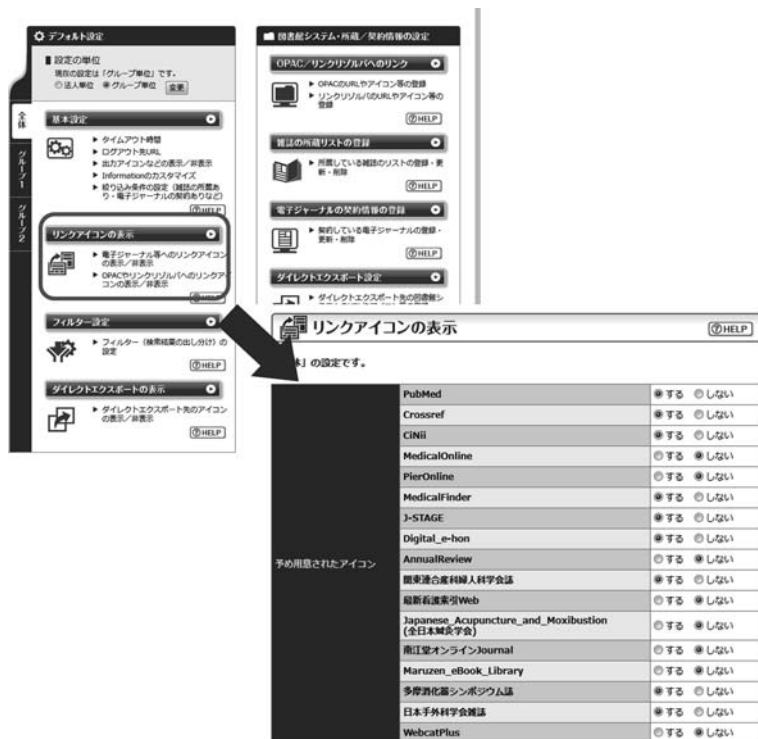 デフォルト設定
■設定の単位
現在の設定は「グループ単位」です。
法人単位 グループ単位 変更
全体
グループ1
グループ2
基本設定
タイムアウト時間
ログアウト先URL
出力アイコンなどの表示/非表示
Informationのカスタマイズ
絞り込み条件の設定(雑誌の所蔵あ
り・電子ジャーナルの契約ありなど)
?HELP
リンクアイコンの表示
電子ジャーナル等へのリンクアイコン
の表示/非表示
OPACやリンクリゾルバへのリンクア
イコンの表示/非表示
?HELP
フィルター設定
フィルター(検索結果の出し分け)の
設定
?HELP
ダイレクトエクスポートの表示
ダイレクトエクスポート先のアイコン
の表示/非表示
?HELP
図書館システム・所蔵/契約情報の設定
OPAC/リンクリゾルバへのリンク
OPACのURLやアイコン等の登録
リンクリゾルバのURLやアイコン等の
登録
?HELP
雑誌の所蔵リストの登録
所蔵している雑誌のリストの登録・更
新・削除
?HELP
電子ジャーナルの契約情報の登録
契約している電子ジャーナルの登録・
更新・削除
?HELP
ダイレクトエクスポート設定
ダイレクトエクスポート先の図書館シ
リンクアイコンの表示
?HELP
体」の設定です。
予め用意されたアイコン
PubMed する しない
Crossref する しない
CiNii する しない
MedicalOnline する しない
PierOnline する しない
MedicalFinder する しない
J-STAGE する しない
Digital_e-hon する しない
AnnualReview する しない
関東連合産科婦人科学会誌 する しない
最新看護索引Web する しない
Japanese_Acupuncture_and_Moxibustion
(全日本鍼灸学会) する しない
南江堂オンラインJournal する しない
Maruzen_eBook_Library する しない
多摩消化器シンポジウム誌 する しない
日本手外科学会雑誌 する しない
WebcatPlus する しない